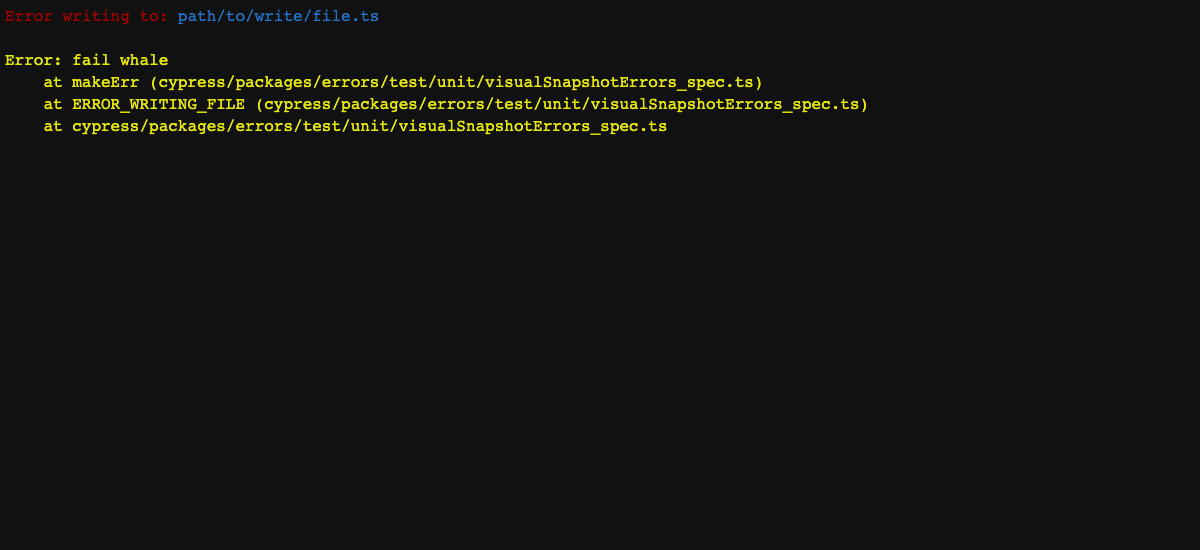 Error writing to: path/to/write/file.ts
Error: fail whale
at makeErr (cypress/packages/errors/test/unit/visualSnapshotErrors_spec.ts)
at ERROR_WRITING_FILE (cypress/packages/errors/test/unit/visualSnapshotErrors_spec.ts)
at cypress/packages/errors/test/unit/visualSnapshotErrors_spec.ts